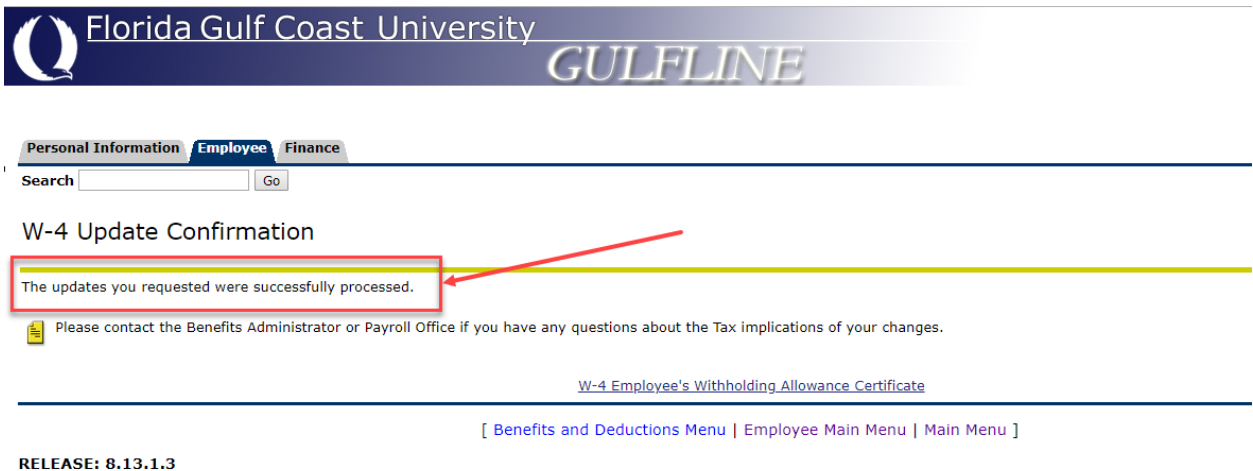 Florida Gulf Coast University
GULFLINE
Personal Information Employee Finance
Search Go
W-4 Update Confirmation
The updates you requested were successfully processed.
Please contact the Benefits Administrator or Payroll Office if you have any questions about the Tax implications of your changes.
W-4 Employee's Withholding Allowance Certificate
[ Benefits and Deductions Menu | Employee Main Menu | Main Menu ]
RELEASE: 8.13.1.3